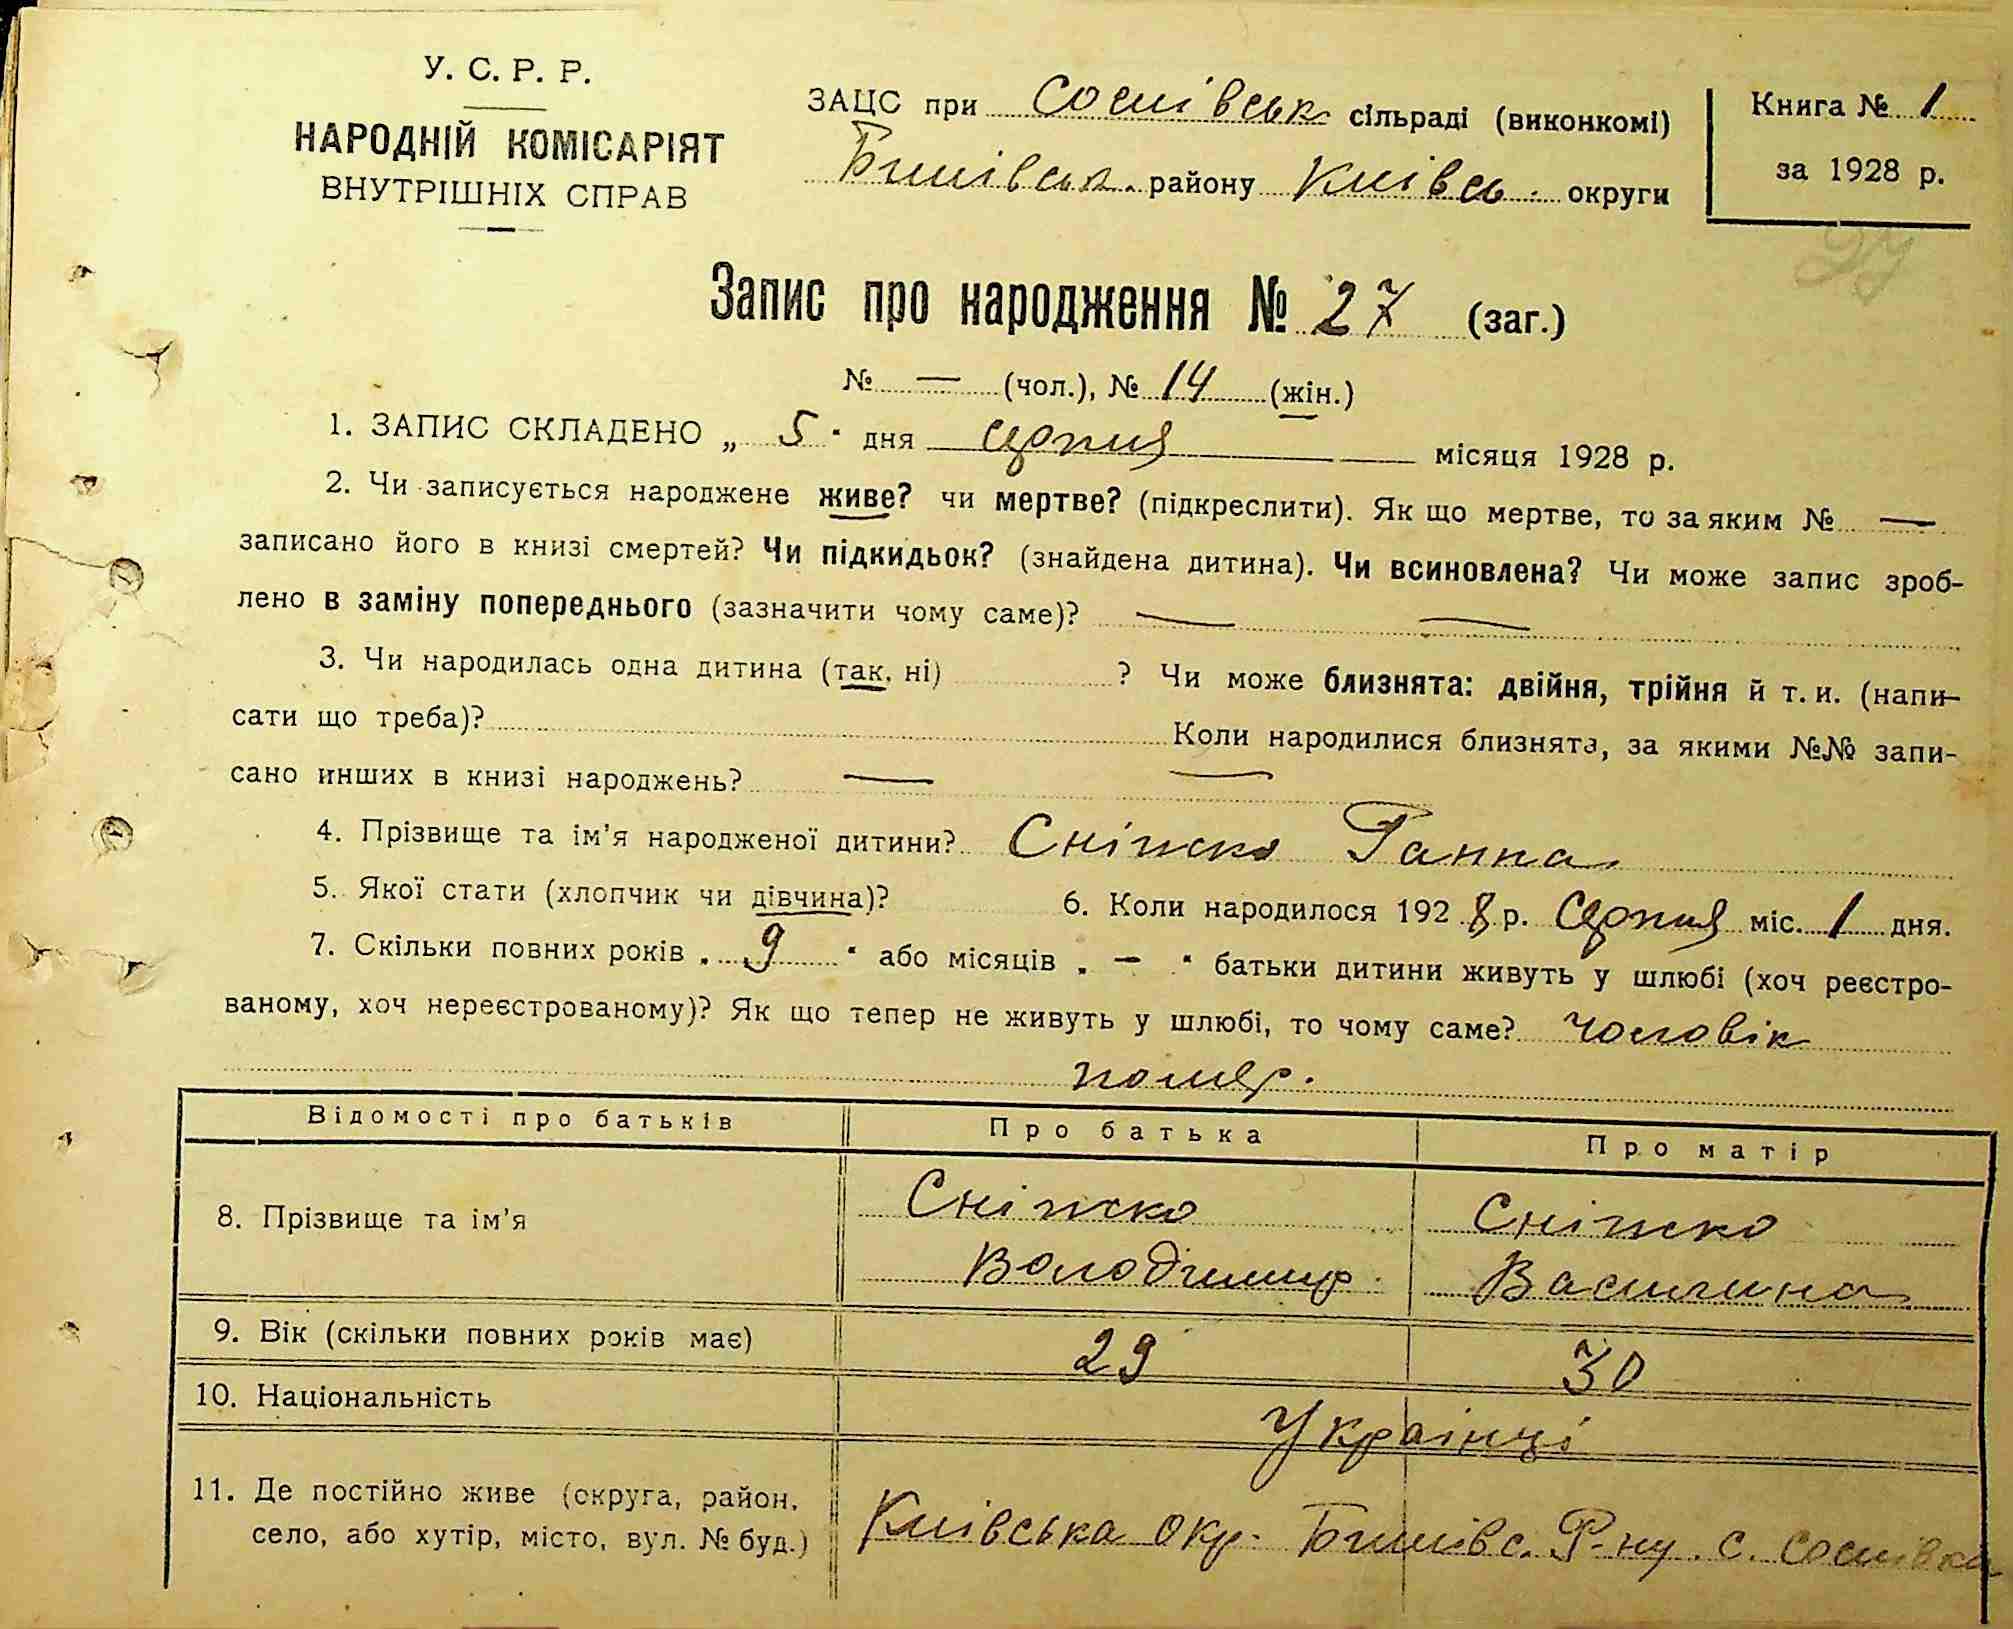 У. С. Р. Р.
НАРОДНІЙ КОМІСАРІЯТ
ВНУТРІШНІХ СПРАВ
ЗАЦС при Соснівськ сільраді (виконкомі)
Бишівськ. району Київсь. округи
Книга № 1
за 1928 р.
27
Запис про народження № 27 (заг.)
№ — (чол.), № 14 (жін.)
1. ЗАПИС СКЛАДЕНО „ 5 " дня серпня місяця 1928 р.
2. Чи записується народжене живе? чи мертве? (підкреслити). Як що мертве, то за яким № —
записано його в книзі смертей? Чи підкидьок? (знайдена дитина). Чи всиновлена? Чи може запис зроб-
лено в заміну попереднього (зазначити чому саме)? — —
3. Чи народилась одна дитина (так, ні) ? Чи може близнята: двійня, трійня й т. и. (напи-
сати що треба)? Коли народилися близнята, за якими №№ запи-
сано инших в книзі народжень? — —
4. Прізвище та ім'я народженої дитини? Сніжко Ганна
5. Якої стати (хлопчик чи дівчина)? 6. Коли народилося 1928 р. Серпня міс. 1 дня.
7. Скільки повних років „ 9 " або місяців „ — " батьки дитини живуть у шлюбі (хоч реєстро-
ваному, хоч нереєстрованому)? Як що тепер не живуть у шлюбі, то чому саме? чоловік
помер.
Відомості про батьків Про батька Про матір
8. Прізвище та ім'я Сніжко Сніжко
Володимир Василина
9. Вік (скільки повних років має) 29 30
10. Національність Українці
11. Де постійно живе (округа, район, село, або хутір, місто, вул. № буд.) Київська окр. Бишівс. Р-ну. с. Соснівка